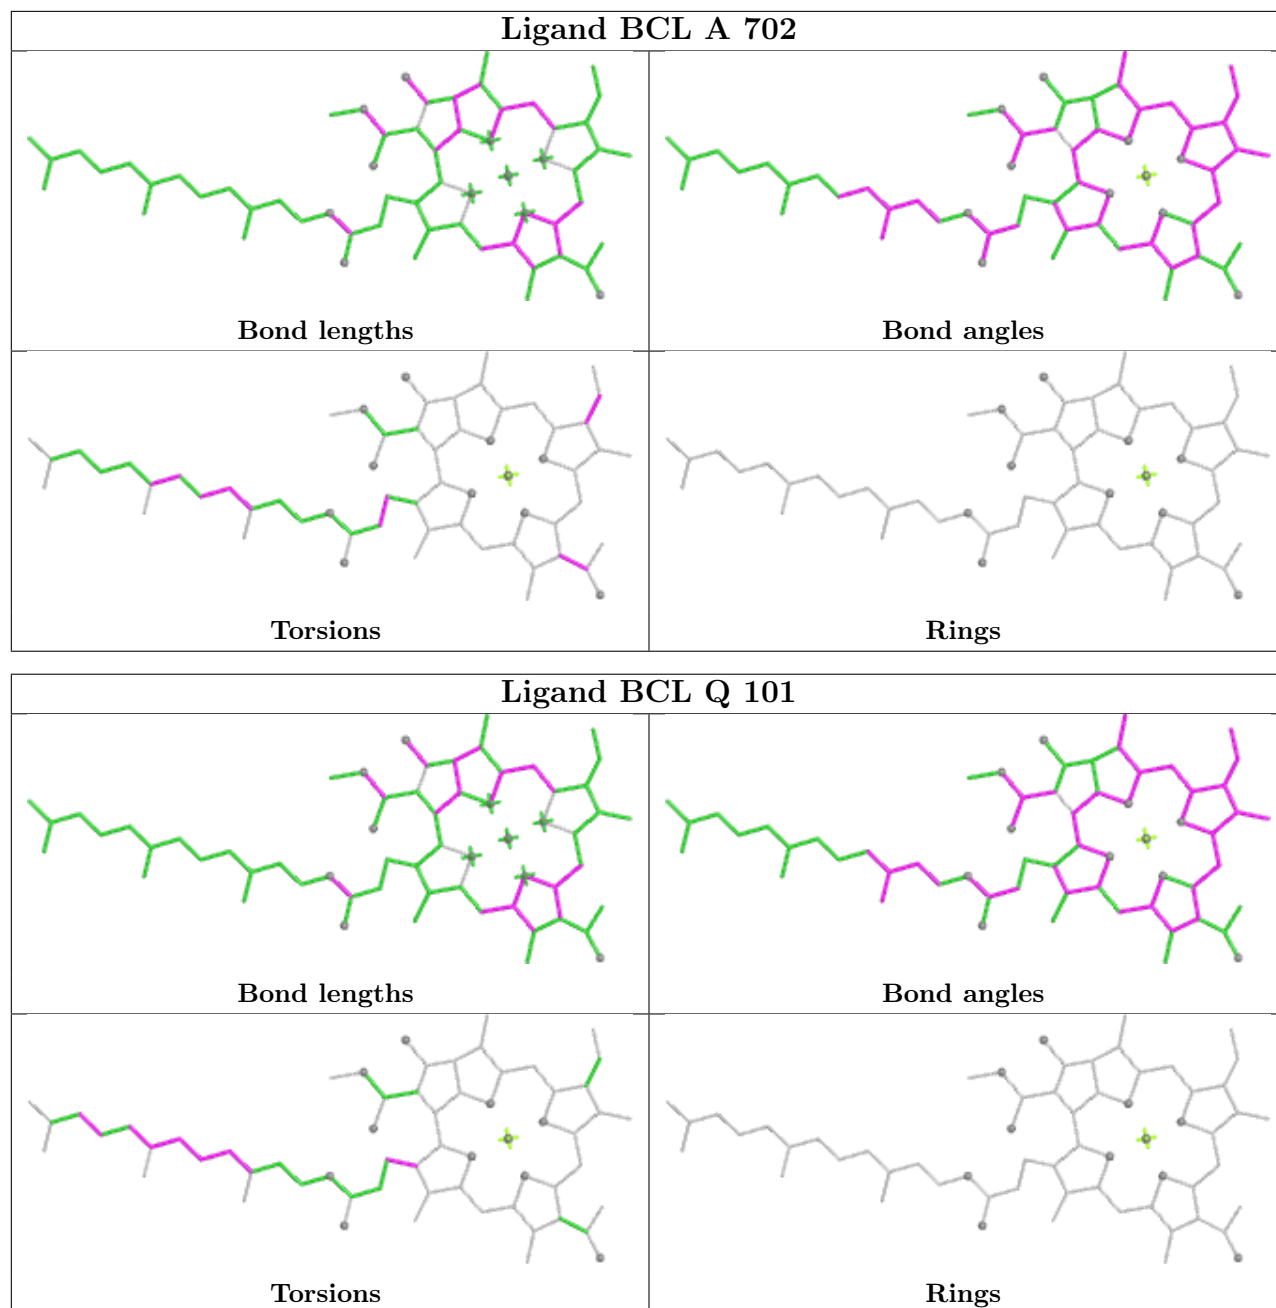 Ligand BCL A 702
Bond lengths
Bond angles
Torsions
Rings
Ligand BCL Q 101
Bond lengths
Bond angles
Torsions
Rings